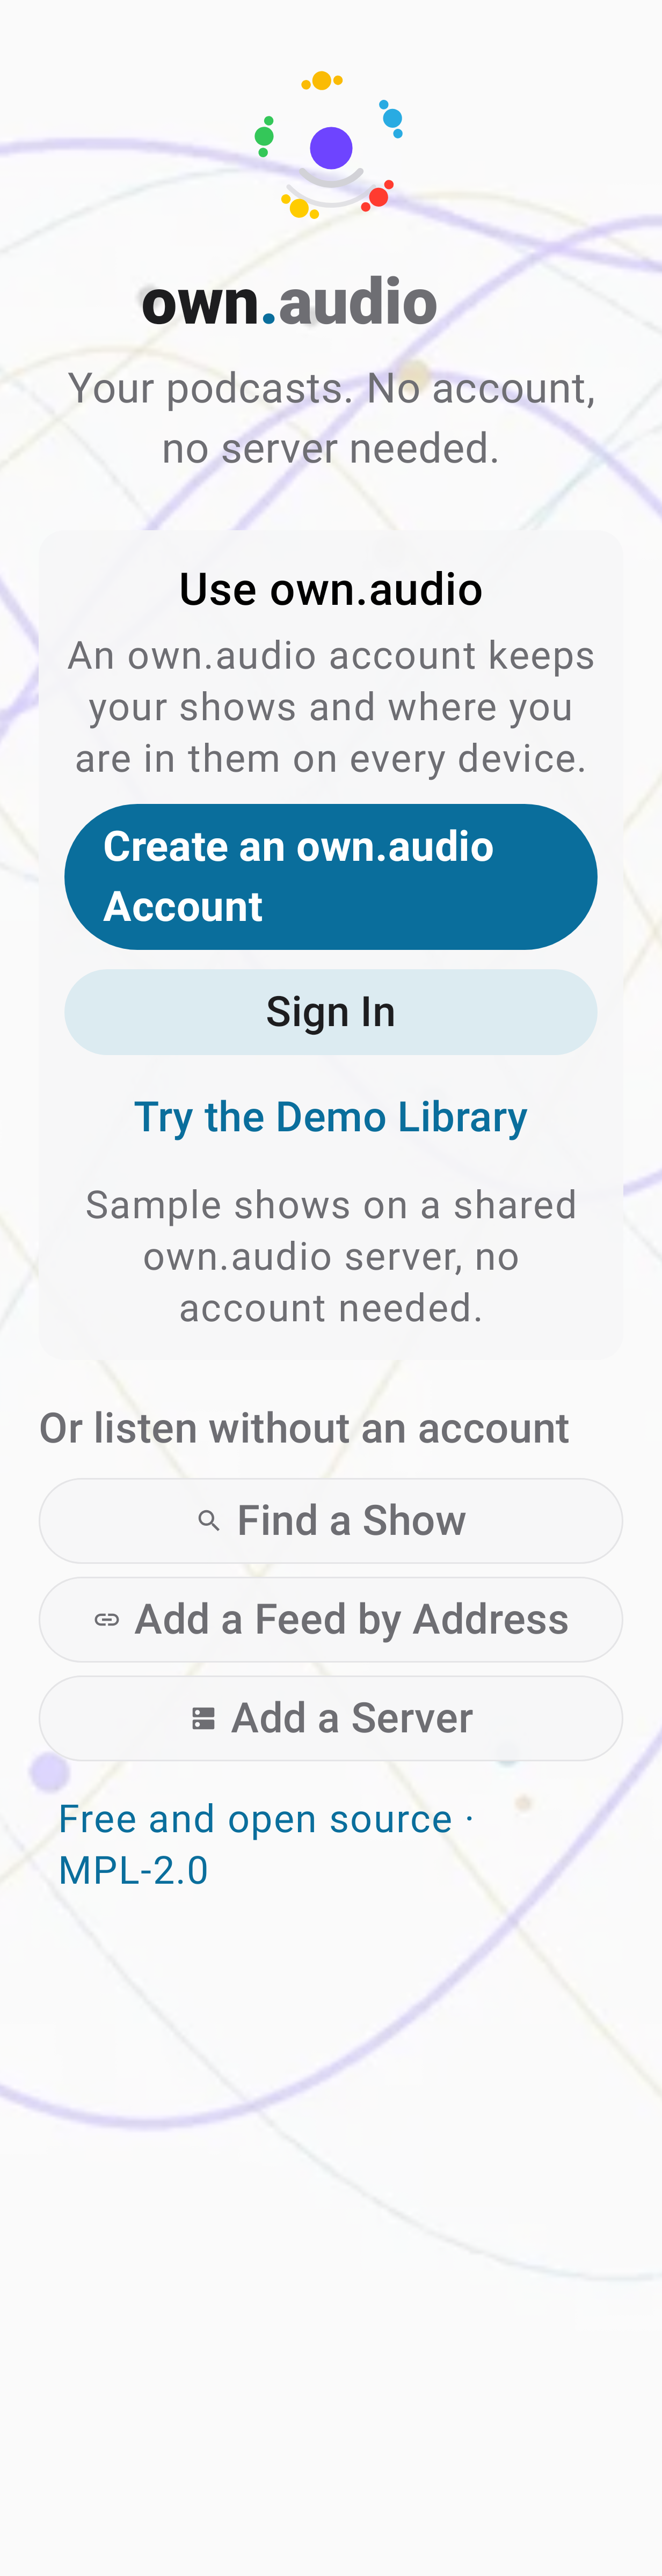 own.audio
Your podcasts. No account,
no server needed.
Use own.audio
An own.audio account keeps
your shows and where you
are in them on every device.
Create an own.audio
Account
Sign In
Try the Demo Library
Sample shows on a shared
own.audio server, no
account needed.
Or listen without an account
Find a Show
Add a Feed by Address
Add a Server
Free and open source ·
MPL-2.0